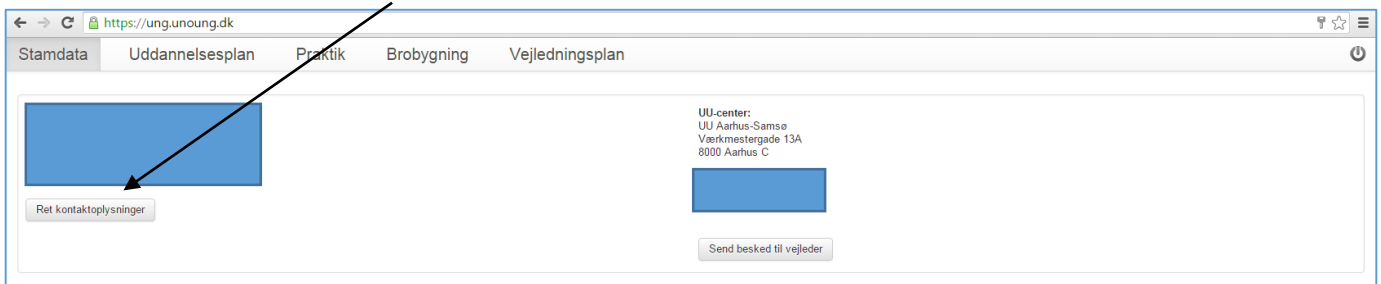 https://ung.unoung.dk
Stamdata Uddannelsesplan Praktik Brobygning Vejledningsplan
UU-center:
UU Aarhus-Samsø
Værkmestergade 13A
8000 Aarhus C
Ret kontaktoplysninger
Send besked til vejleder